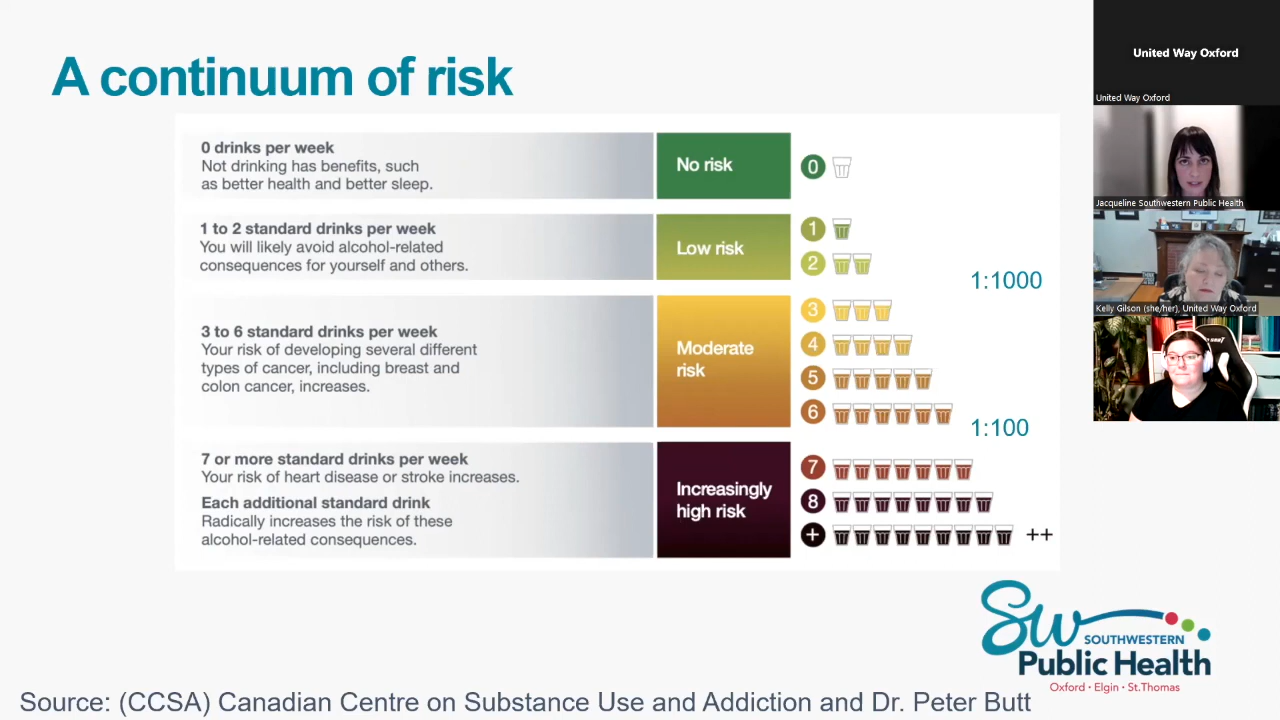 A continuum of risk
0 drinks per week
Not drinking has benefits, such
as better health and better sleep.
No risk
0
1 to 2 standard drinks per week
You will likely avoid alcohol-related
consequences for yourself and others.
Low risk
1
2
1:1000
3 to 6 standard drinks per week
Your risk of developing several different
types of cancer, including breast and
colon cancer, increases.
Moderate
risk
3
4
5
6
1:100
7 or more standard drinks per week
Your risk of heart disease or stroke increases.
Each additional standard drink
Radically increases the risk of these
alcohol-related consequences.
Increasingly
high risk
7
8
+
++
SW
SOUTHWESTERN
Public Health
Oxford • Elgin • St.Thomas
Source: (CCSA) Canadian Centre on Substance Use and Addiction and Dr. Peter Butt
United Way Oxford
United Way Oxford
Jacqueline Southwestern Public Health
Kelly Gilson (she/her), United Way Oxford